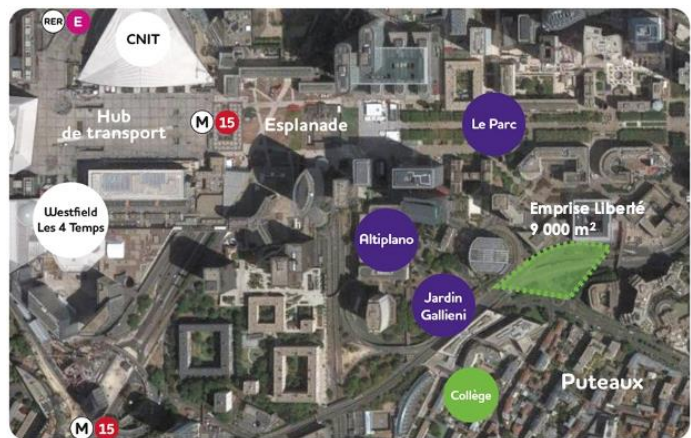 RER E
CNIT
Hub
de transport
M 15
Esplanade
Le Parc
Westfield
Les 4 Temps
Altiplano
Emprise Liberté
9 000 m²
Jardin
Gallieni
Collège
Puteaux
M 15